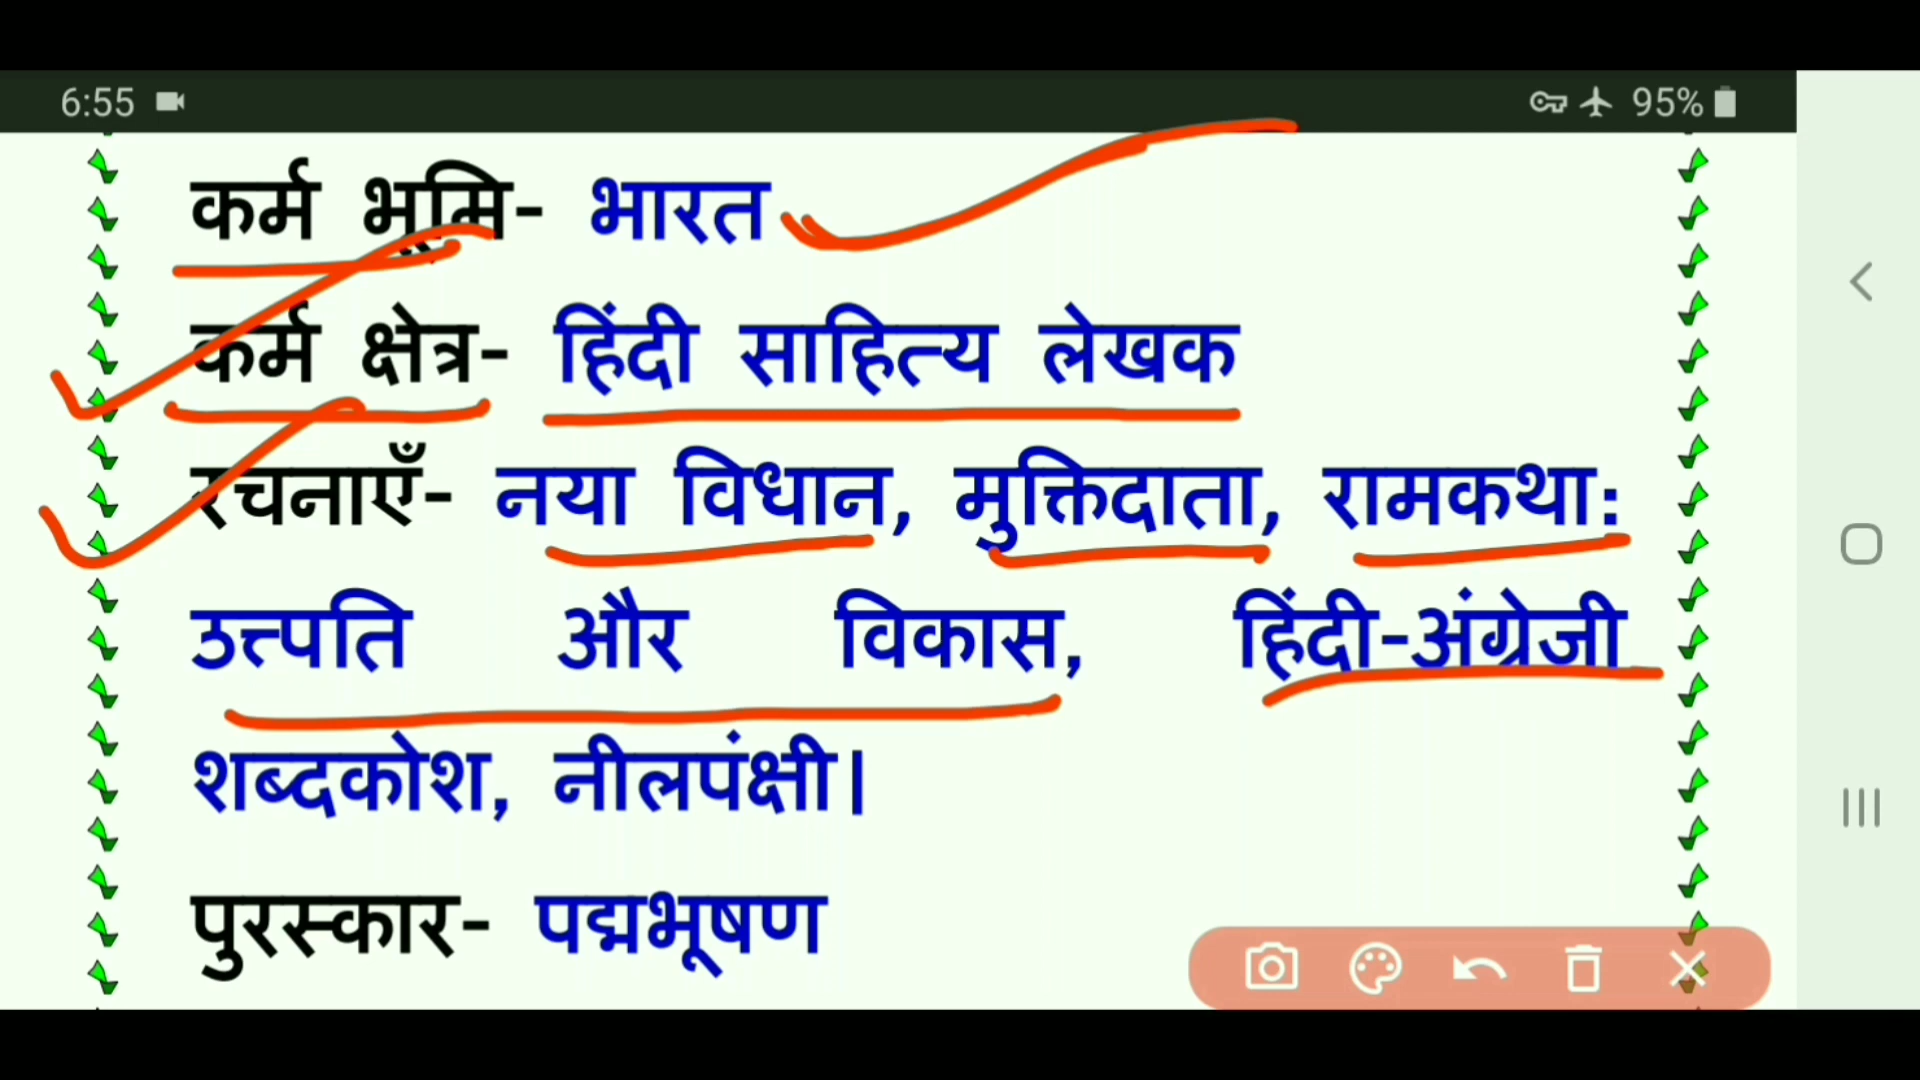 6:55 95%
कर्म भूमि- भारत
कर्म क्षेत्र- हिंदी साहित्य लेखक
रचनाएँ- नया विधान, मुक्तिदाता, रामकथाः
उत्त्पति और विकास, हिंदी-अंग्रेजी
शब्दकोश, नीलपंक्षी।
पुरस्कार- पद्मभूषण